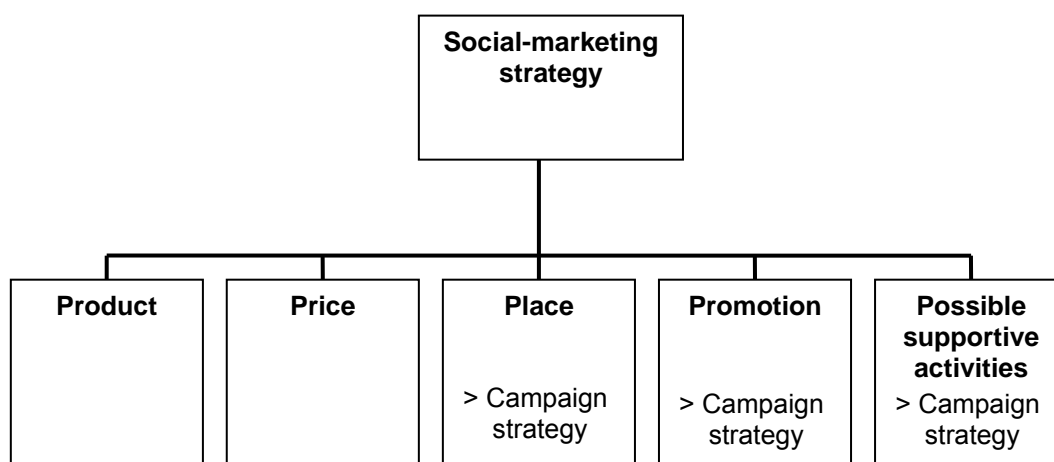 Social-marketing
strategy
Product
Price
Place
> Campaign
strategy
Promotion
> Campaign
strategy
Possible
supportive
activities
> Campaign
strategy